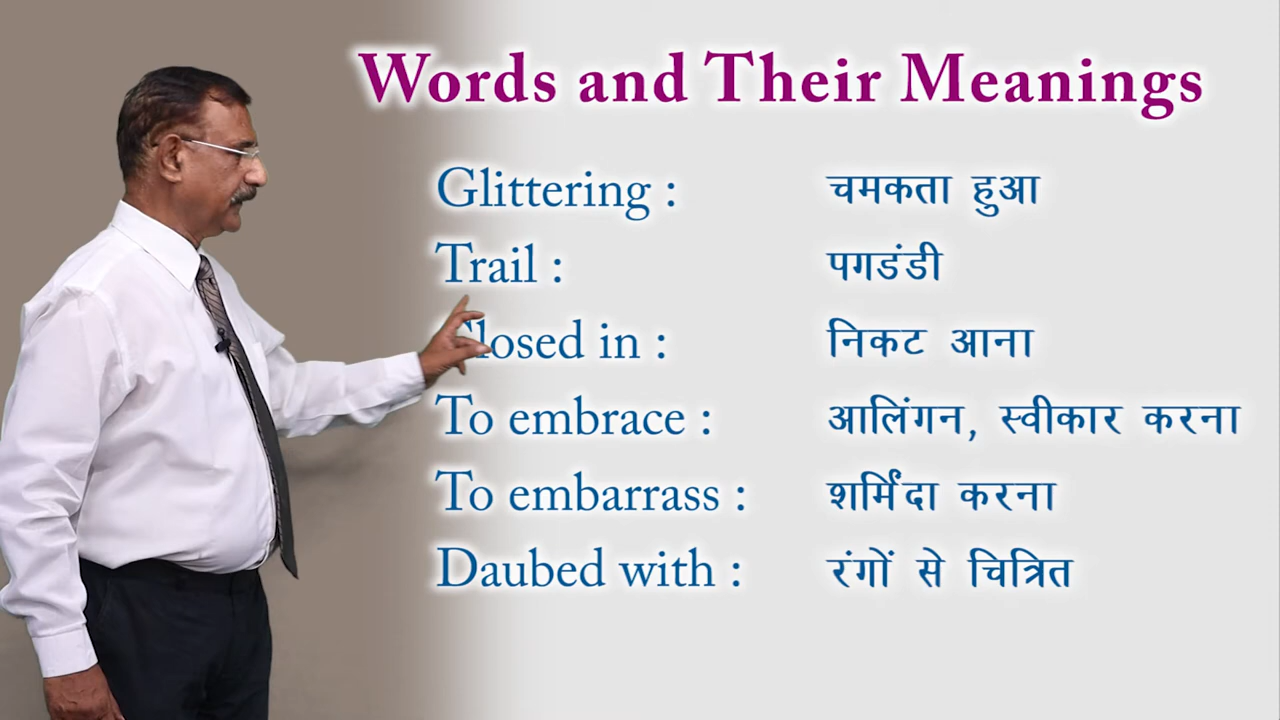 Words and Their Meanings
Glittering : चमकता हुआ
Trail : पगडंडी
Closed in : निकट आना
To embrace : आलिंगन, स्वीकार करना
To embarrass : शर्मिंदा करना
Daubed with : रंगों से चित्रित